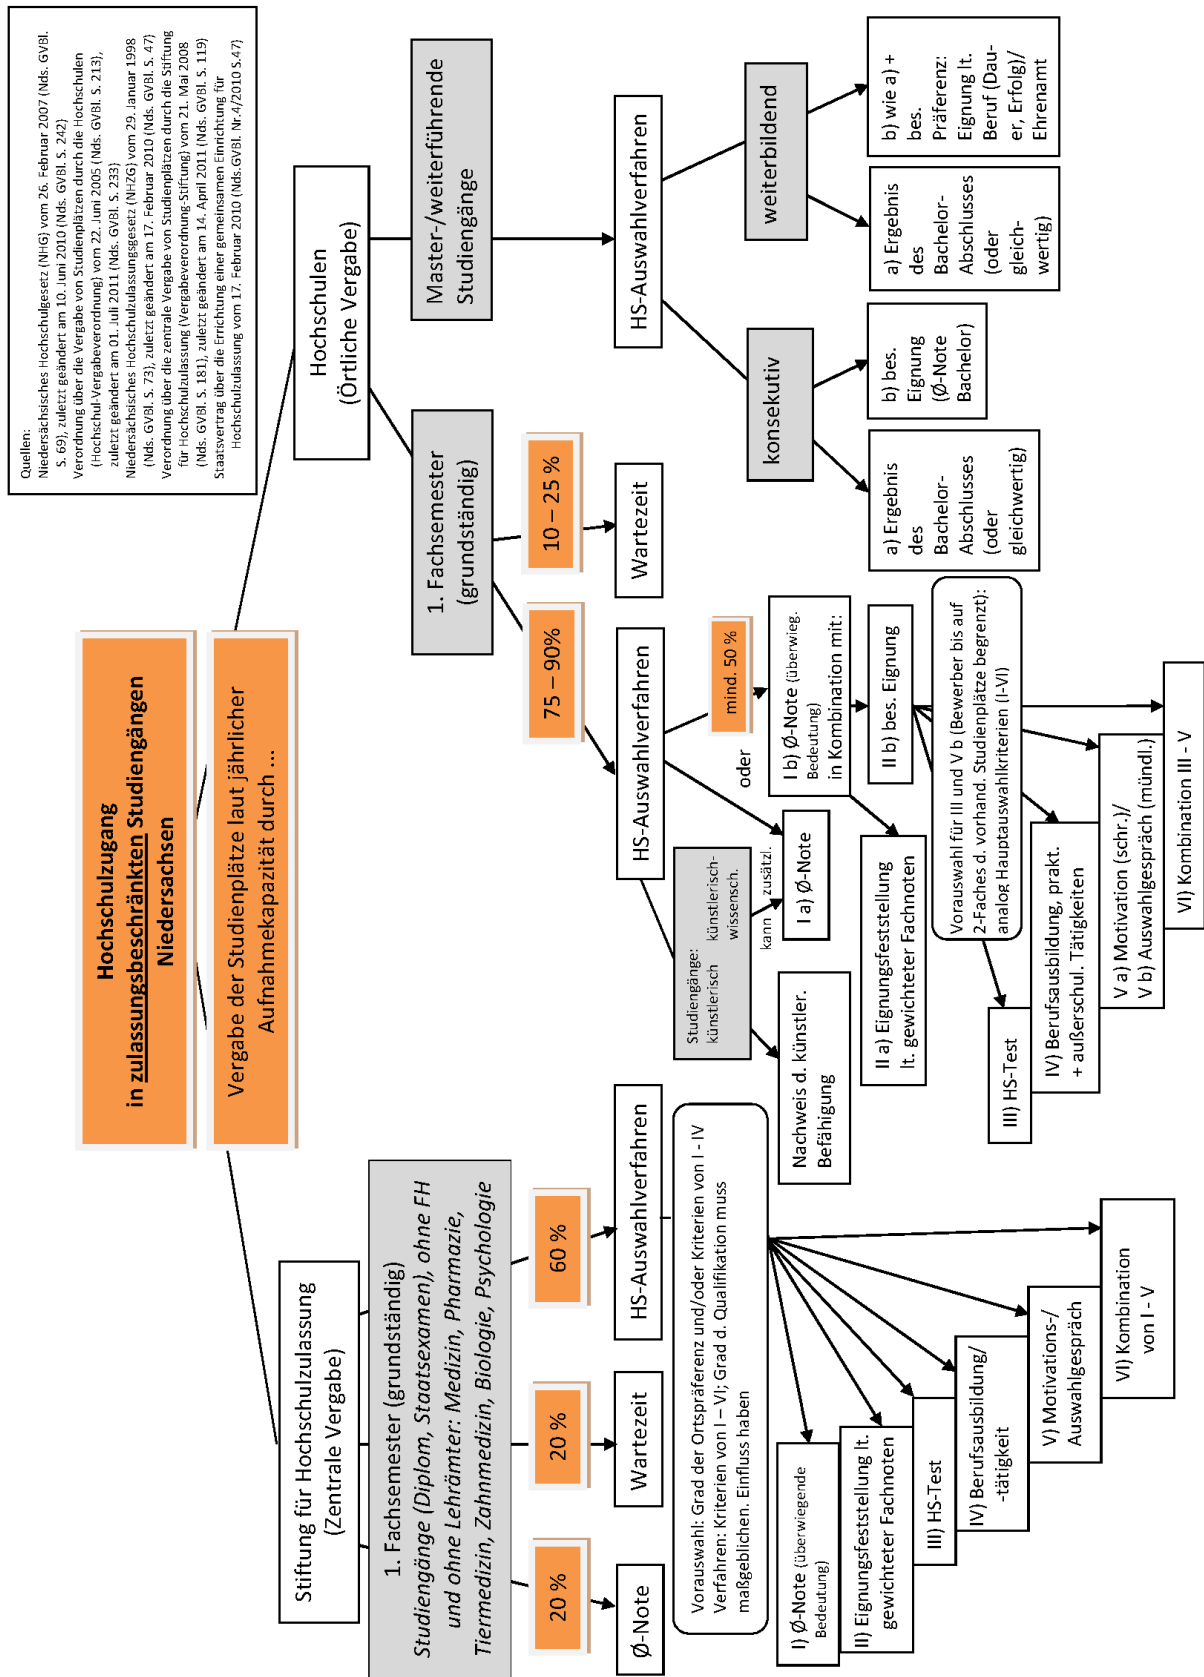 Hochschulzugang
in zulassungsbeschränkten Studiengängen
Niedersachsen
Vergabe der Studienplätze laut jährlicher
Aufnahmekapazität durch ...
Quellen:
Niedersächsisches Hochschulgesetz (NHG) vom 26. Februar 2007 (Nds. GVBl.
S. 69), zuletzt geändert am 10. Juni 2010 (Nds. GVBl. S. 242)
Verordnung über die Vergabe von Studienplätzen durch die Hochschulen
(Hochschul-Vergabeverordnung) vom 22. Juni 2005 (Nds. GVBl. S. 213),
zuletzt geändert am 01. Juli 2011 (Nds. GVBl. S. 233)
Niedersächsisches Hochschulzulassungsgesetz (NHZG) vom 29. Januar 1998
(Nds. GVBl. S. 73), zuletzt geändert am 17. Februar 2010 (Nds. GVBl. S. 47)
Verordnung über die zentrale Vergabe von Studienplätzen durch die Stiftung
für Hochschulzulassung (Vergabeverordnung-Stiftung) vom 21. Mai 2008
(Nds. GVBl. S. 181), zuletzt geändert am 14. April 2011 (Nds. GVBl. S. 119)
Staatsvertrag über die Errichtung einer gemeinsamen Einrichtung für
Hochschulzulassung vom 17. Februar 2010 (Nds.GVBl. Nr.4/2010 S.47)
Stiftung für Hochschulzulassung
(Zentrale Vergabe)
1. Fachsemester (grundständig)
Studiengänge (Diplom, Staatsexamen), ohne FH
und ohne Lehrämter: Medizin, Pharmazie,
Tiermedizin, Zahnmedizin, Biologie, Psychologie
20 %
20 %
60 %
Ø-Note
Wartezeit
HS-Auswahlverfahren
Vorauswahl: Grad der Ortspräferenz und/oder Kriterien von I - IV
Verfahren: Kriterien von I – VI; Grad d. Qualifikation muss
maßgeblichen. Einfluss haben
I) Ø-Note (überwiegende
Bedeutung)
II) Eignungsfeststellung lt.
gewichteter Fachnoten
III) HS-Test
IV) Berufsausbildung/
-tätigkeit
V) Motivations-/
Auswahlgespräch
VI) Kombination
von I - V
Hochschulen
(Örtliche Vergabe)
1. Fachsemester
(grundständig)
75 – 90%
10 – 25 %
HS-Auswahlverfahren
Wartezeit
Studiengänge:
künstlerisch
künstlerisch-
wissensch.
kann
zusätzl.
oder
mind. 50 %
Nachweis d. künstler.
Befähigung
I a) Ø-Note
I b) Ø-Note (überwieg.
Bedeutung)
in Kombination mit:
II a) Eignungsfeststellung
lt. gewichteter Fachnoten
II b) bes. Eignung
Vorauswahl für III und V b (Bewerber bis auf
2-Faches d. vorhand. Studienplätze begrenzt):
analog Hauptauswahlkriterien (I-VI)
III) HS-Test
IV) Berufsausbildung, prakt.
+ außerschul. Tätigkeiten
V a) Motivation (schr.)/
V b) Auswahlgespräch (mündl.)
VI) Kombination III - V
Master-/weiterführende
Studiengänge
HS-Auswahlverfahren
konsekutiv
weiterbildend
a) Ergebnis
des
Bachelor-
Abschlusses
(oder
gleichwertig)
b) bes.
Eignung
(Ø-Note
Bachelor)
a) Ergebnis
des
Bachelor-
Abschlusses
(oder
gleich-
wertig)
b) wie a) +
bes.
Präferenz:
Eignung lt.
Beruf (Dau-
er, Erfolg)/
Ehrenamt